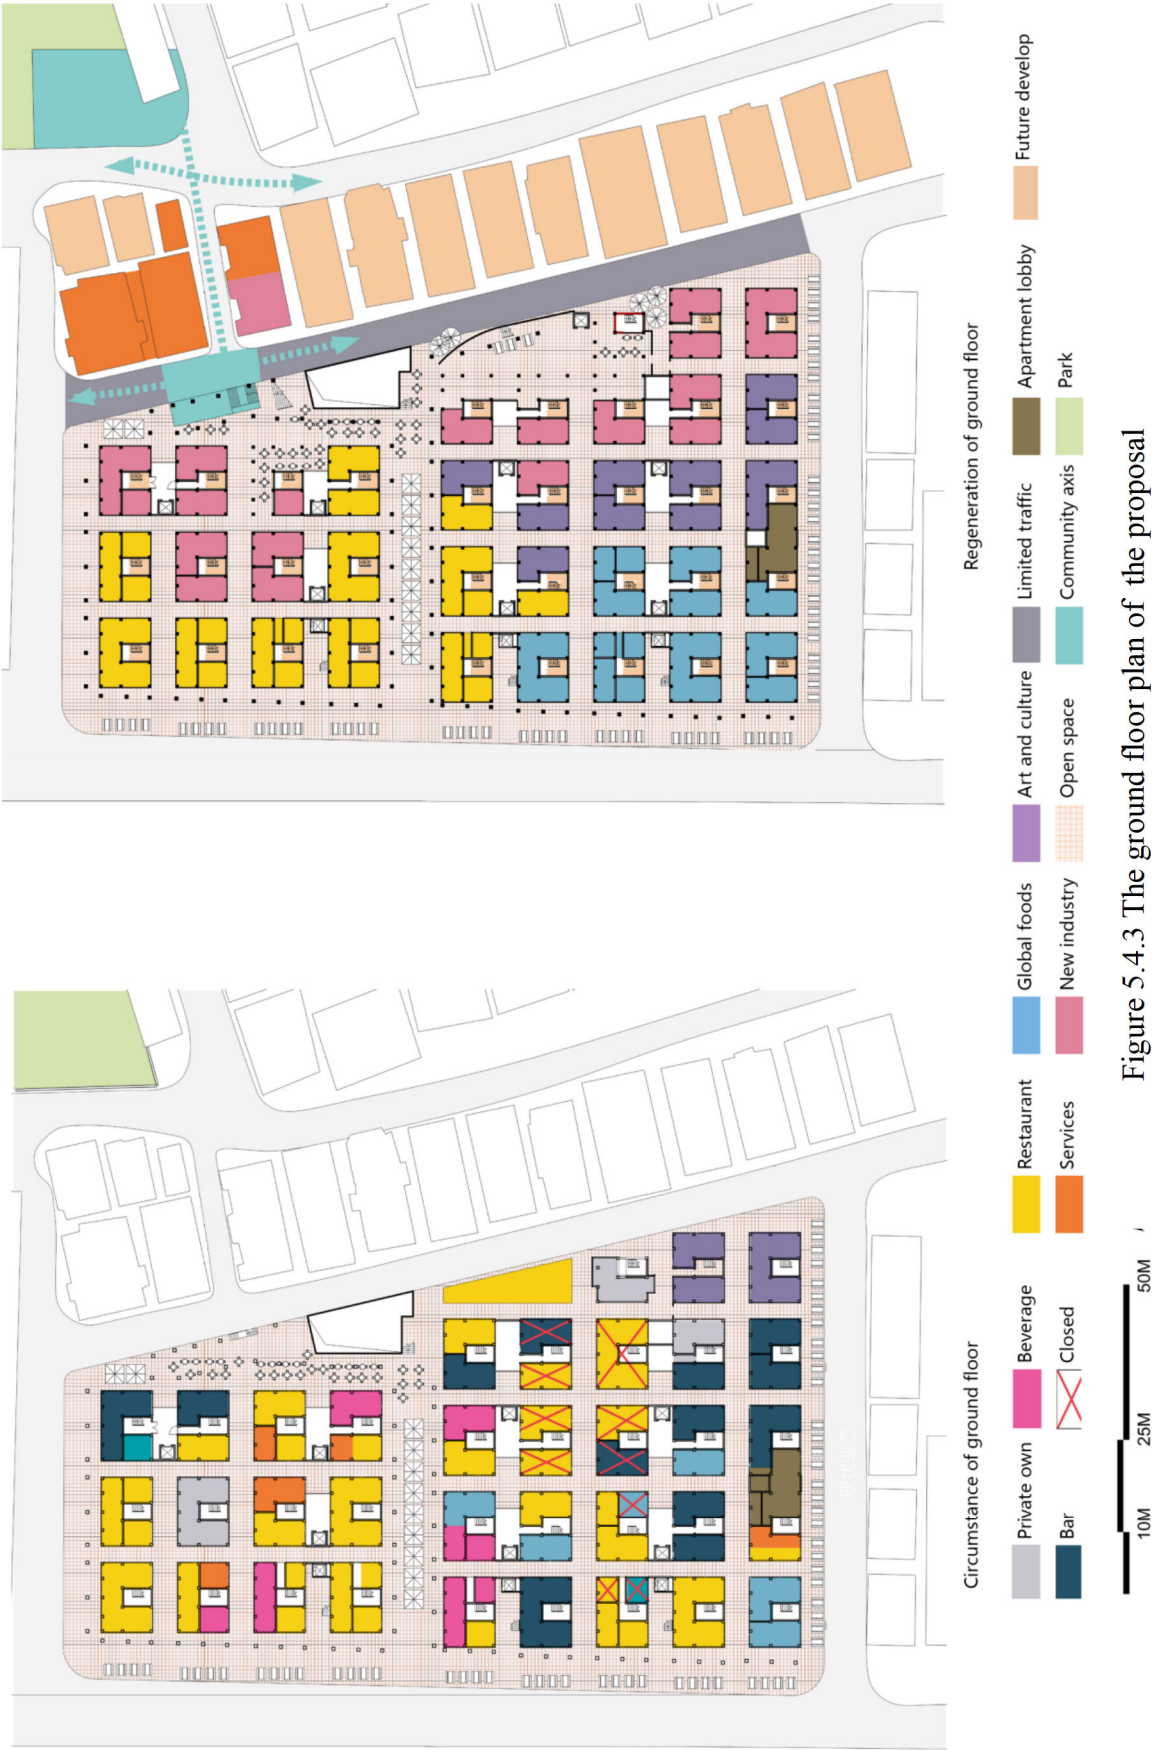 Circumstance of ground floor
Regeneration of ground floor
Private own
Beverage
Restaurant
Global foods
Art and culture
Limited traffic
Apartment lobby
Future develop
Bar
Closed
Services
New industry
Open space
Community axis
Park
10M
25M
50M
Figure 5.4.3 The ground floor plan of the proposal